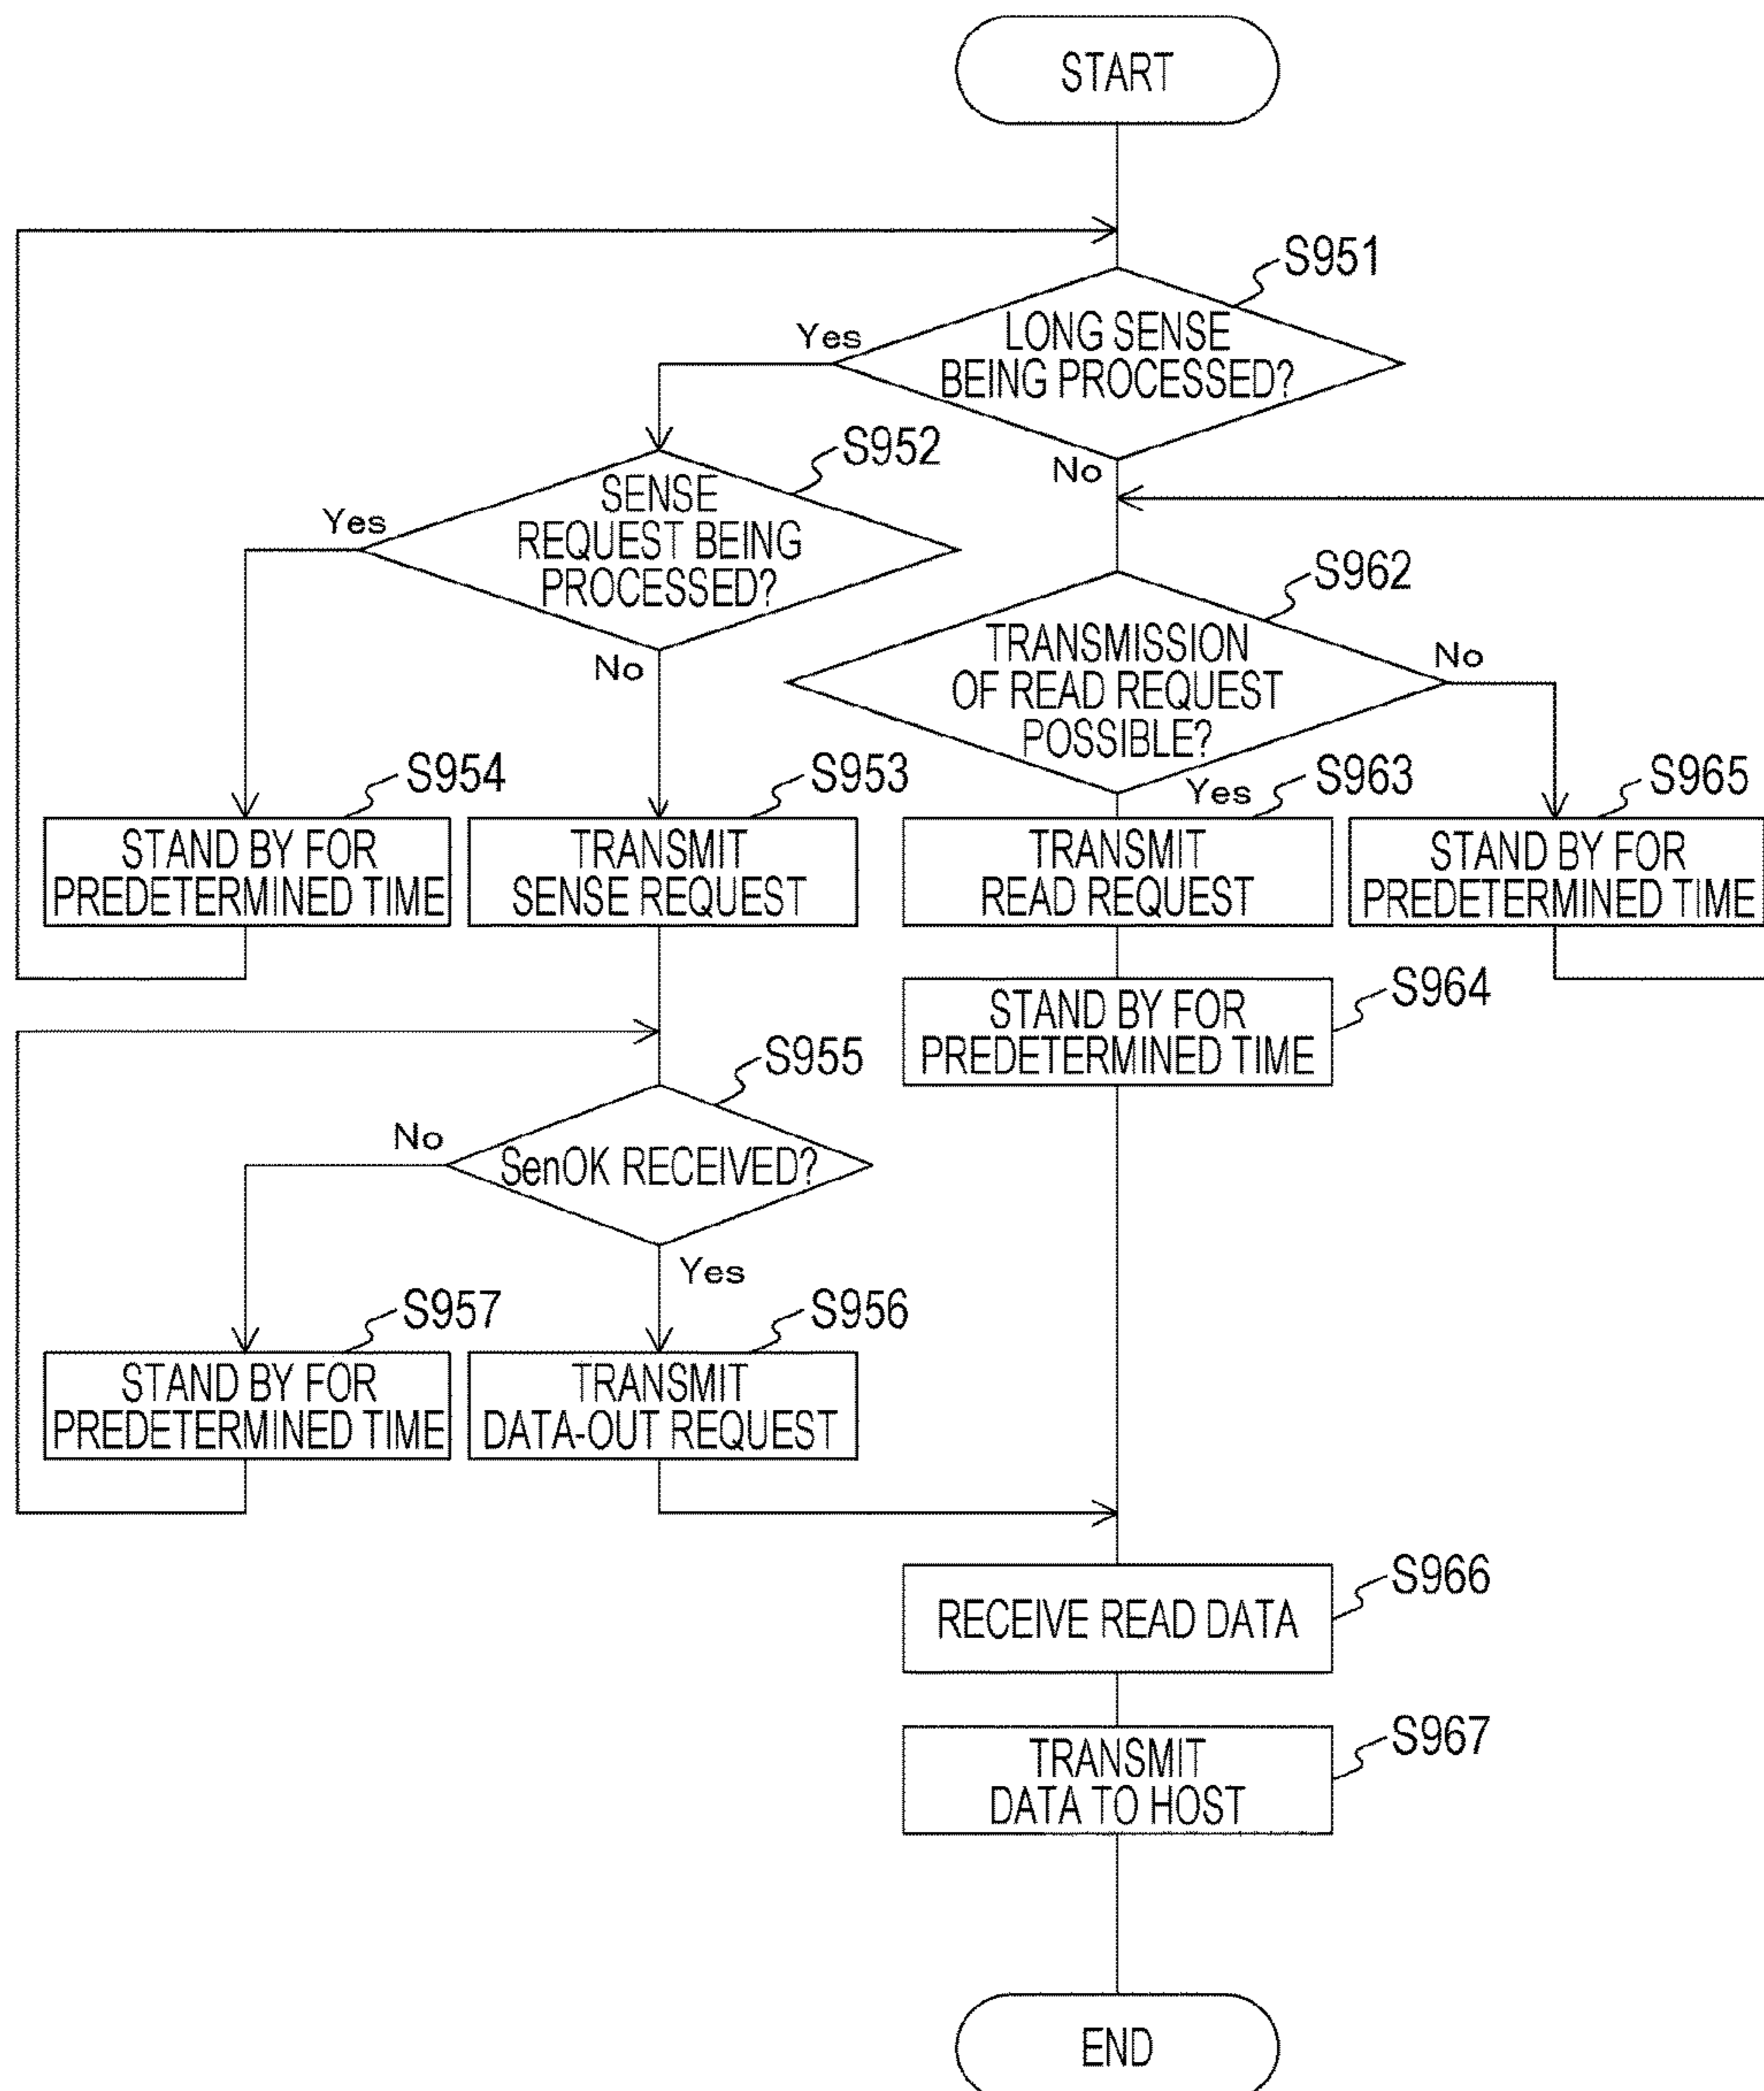 START
S951
LONG SENSE
BEING PROCESSED?
Yes
No
S952
SENSE
REQUEST BEING
PROCESSED?
Yes
No
S962
TRANSMISSION
OF READ REQUEST
POSSIBLE?
No
Yes
S954
STAND BY FOR
PREDETERMINED TIME
S953
TRANSMIT
SENSE REQUEST
S963
TRANSMIT
READ REQUEST
S965
STAND BY FOR
PREDETERMINED TIME
S964
STAND BY FOR
PREDETERMINED TIME
S955
SenOK RECEIVED?
No
Yes
S957
STAND BY FOR
PREDETERMINED TIME
S956
TRANSMIT
DATA-OUT REQUEST
S966
RECEIVE READ DATA
S967
TRANSMIT
DATA TO HOST
END